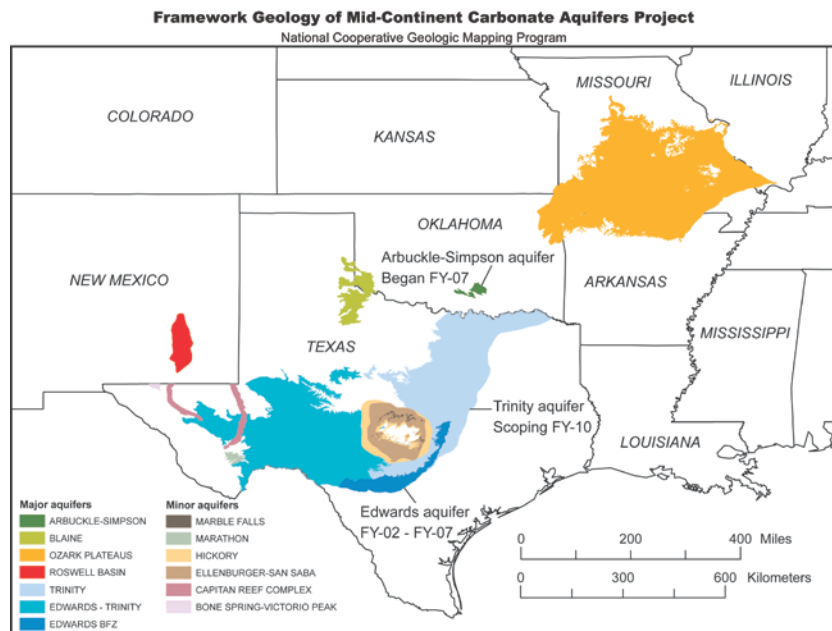 Framework Geology of Mid-Continent Carbonate Aquifers Project
National Cooperative Geologic Mapping Program
MISSOURI
ILLINOIS
COLORADO
KANSAS
OKLAHOMA
Arbuckle-Simpson aquifer
Began FY-07
NEW MEXICO
ARKANSAS
MISSISSIPPI
TEXAS
Trinity aquifer
Scoping FY-10
LOUISIANA
Edwards aquifer
FY-02 - FY-07
Major aquifers
ARBUCKLE-SIMPSON
BLAINE
OZARK PLATEAUS
ROSWELL BASIN
TRINITY
EDWARDS - TRINITY
EDWARDS BFZ
Minor aquifers
MARBLE FALLS
MARATHON
HICKORY
ELLENBURGER-SAN SABA
CAPITAN REEF COMPLEX
BONE SPRING-VICTORIO PEAK
0 200 400 Miles
0 300 600 Kilometers